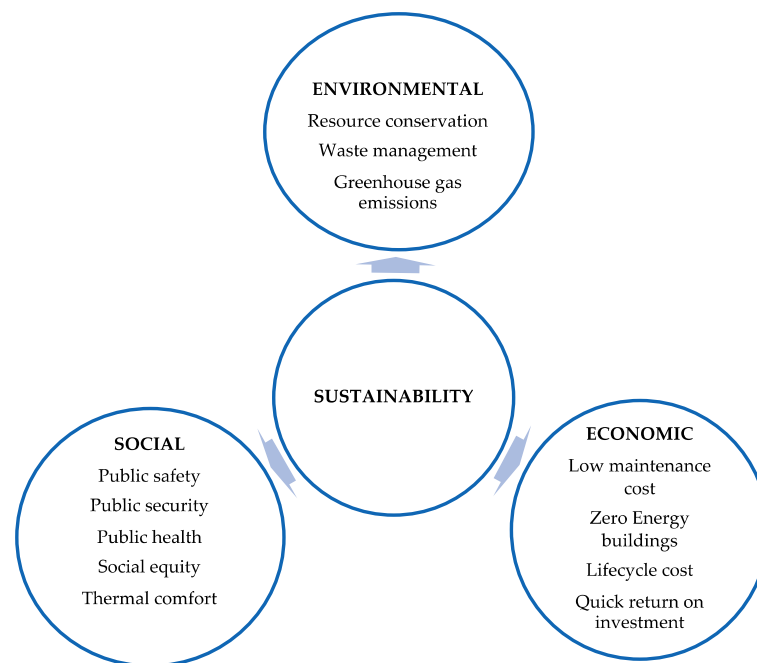 ENVIRONMENTAL
Resource conservation
Waste management
Greenhouse gas
emissions
SUSTAINABILITY
SOCIAL
Public safety
Public security
Public health
Social equity
Thermal comfort
ECONOMIC
Low maintenance
cost
Zero Energy
buildings
Lifecycle cost
Quick return on
investment